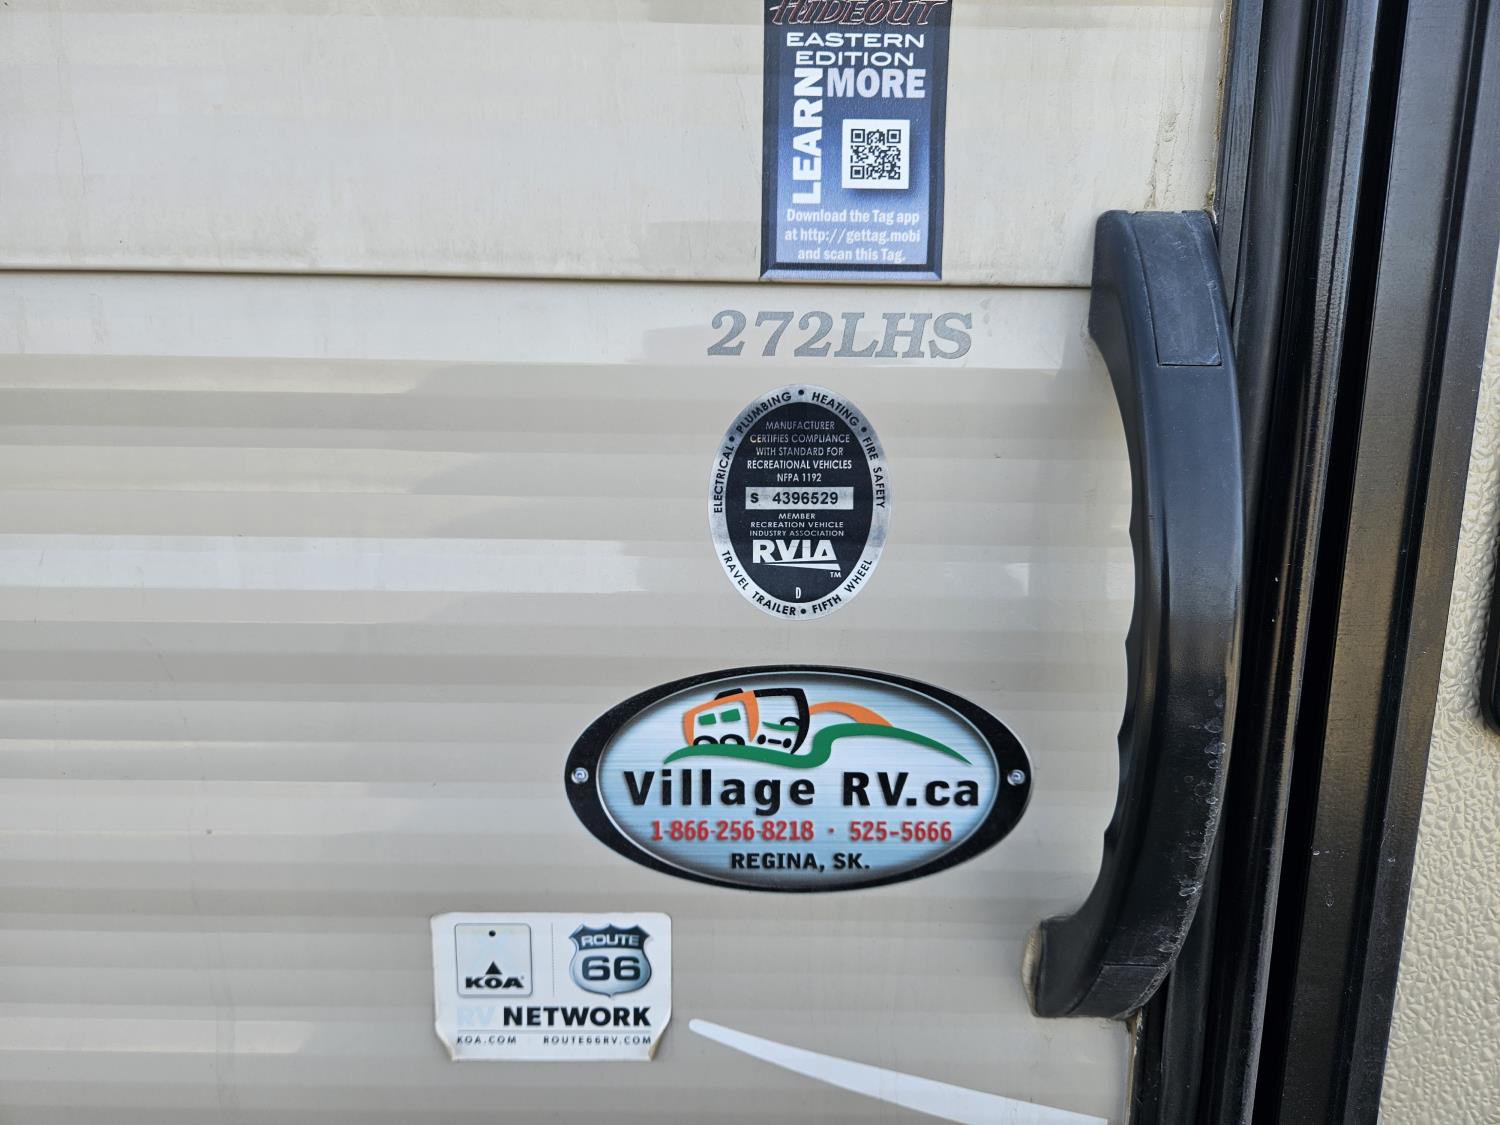 HIDEOUT
EASTERN
EDITION
LEARN
MORE
Download the Tag app
at http://gettag.mobi
and scan this Tag.
272LHS
ELECTRICAL • PLUMBING • HEATING • FIRE SAFETY
MANUFACTURER
CERTIFIES COMPLIANCE
WITH STANDARD FOR
RECREATIONAL VEHICLES
NFPA 1192
S 4396529
MEMBER
RECREATION VEHICLE
INDUSTRY ASSOCIATION
RVIA
TM
D
TRAVEL TRAILER • FIFTH WHEEL
Village RV.ca
1-866-256-8218 · 525-5666
REGINA, SK.
KOA
ROUTE
66
RV NETWORK
KOA.COM ROUTE66RV.COM